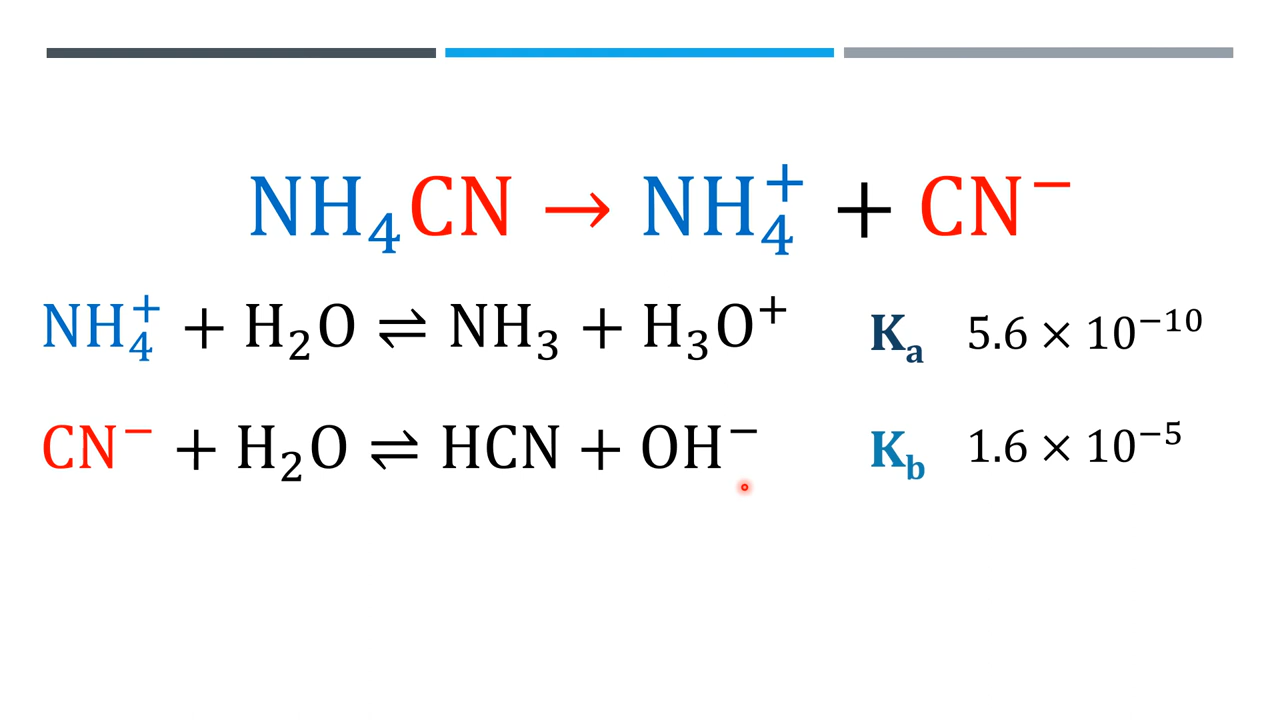 NH₄CN → NH₄⁺ + CN⁻
NH₄⁺ + H₂O ⇌ NH₃ + H₃O⁺ Kₐ 5.6 × 10⁻¹⁰
CN⁻ + H₂O ⇌ HCN + OH⁻ K_b 1.6 × 10⁻⁵